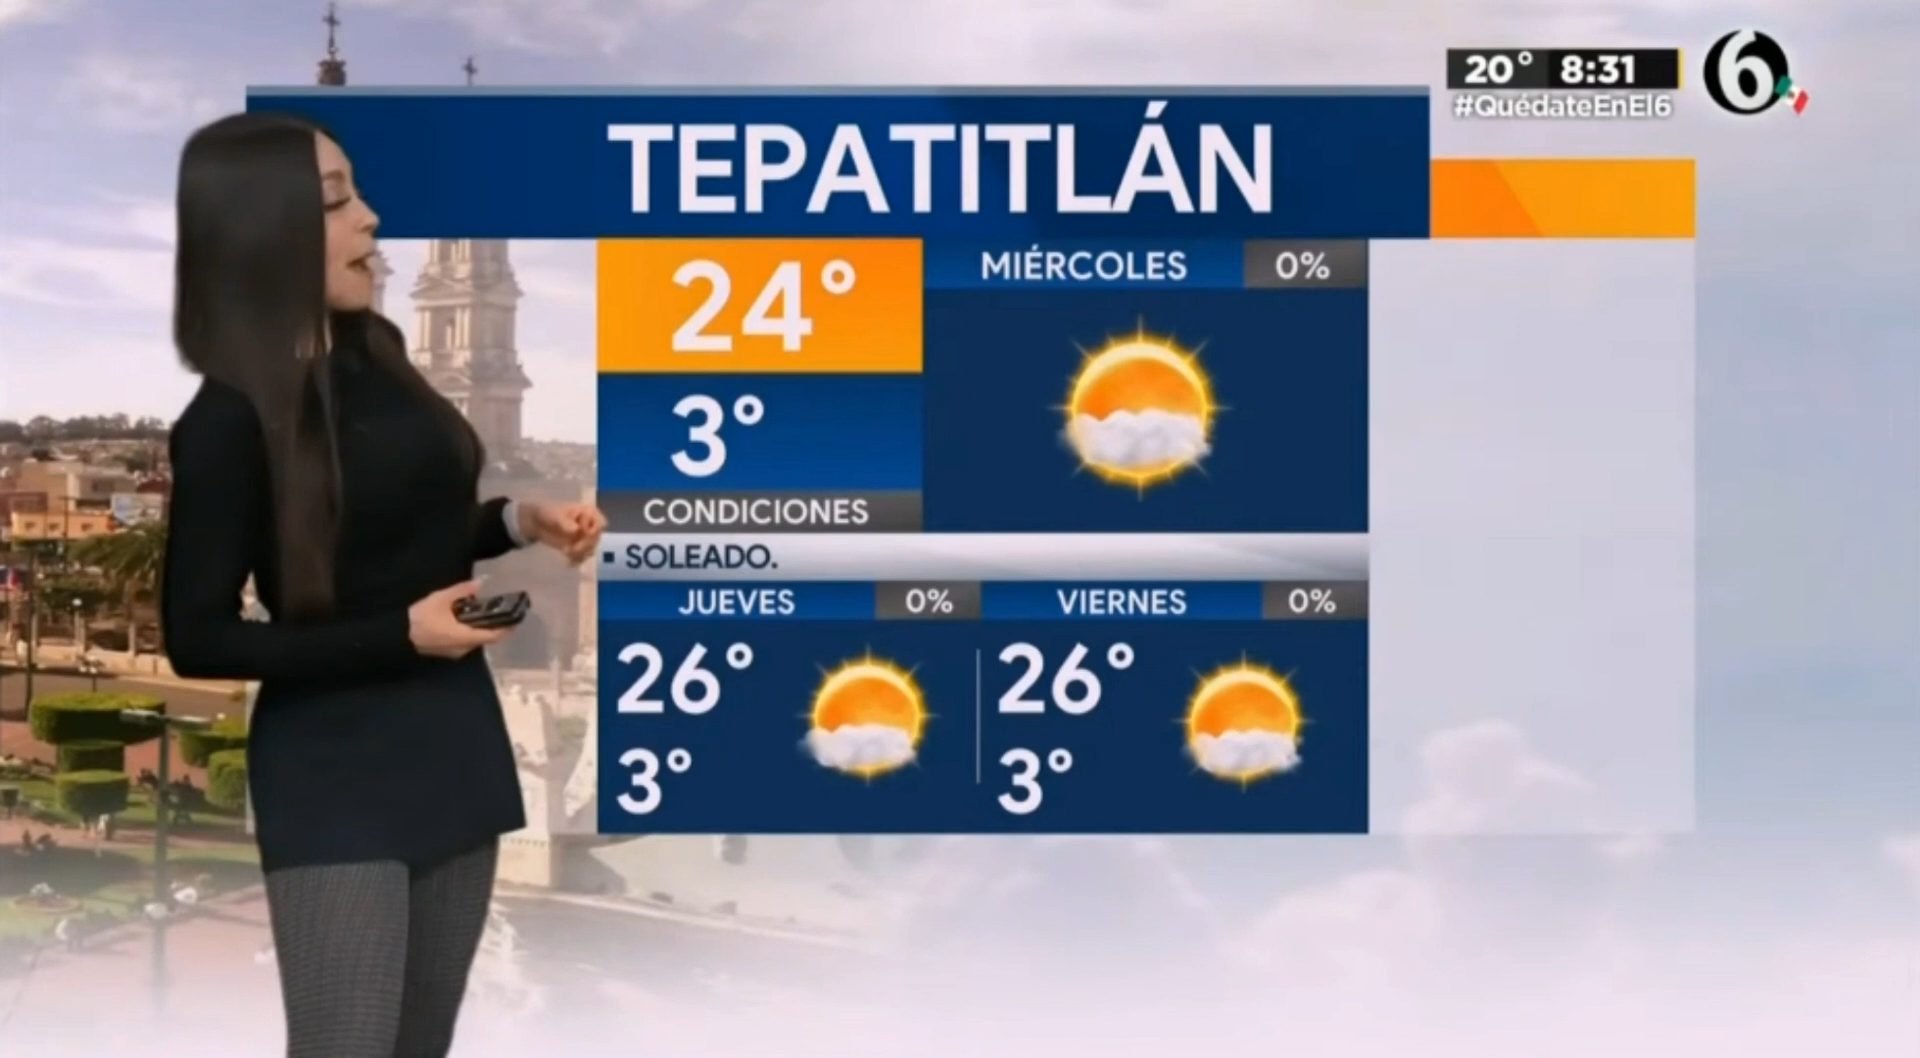 20° 8:31
#QuédateEnEl6
6
TEPATITLÁN
24°
3°
CONDICIONES
MIÉRCOLES 0%
▪ SOLEADO.
JUEVES 0%
26°
3°
VIERNES 0%
26°
3°